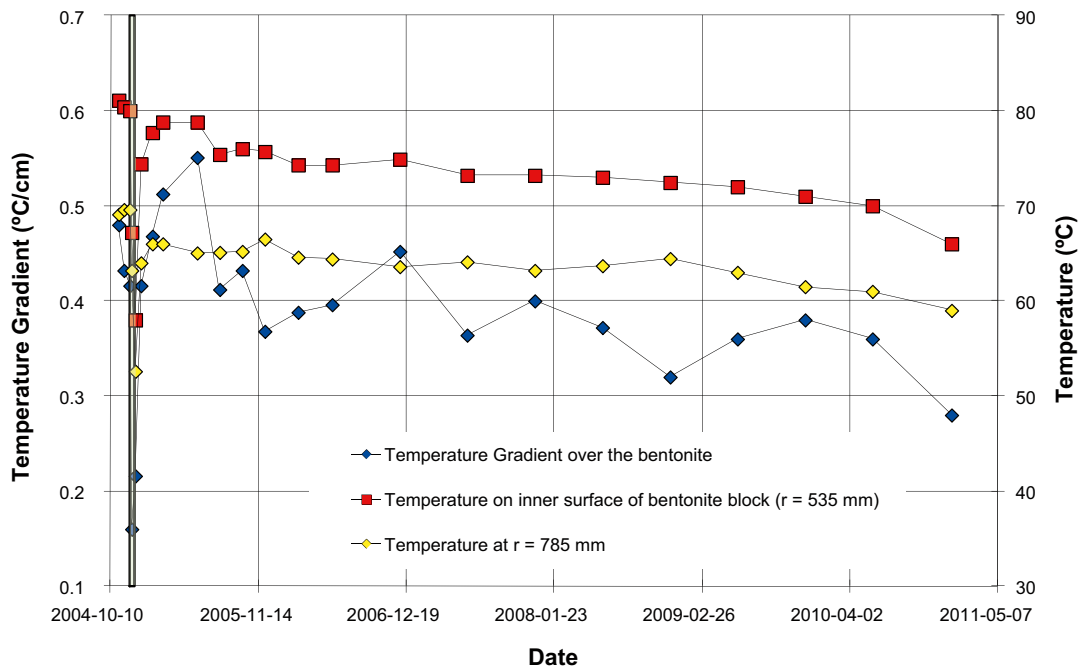 0.7
0.6
0.5
0.4
0.3
0.2
0.1
Temperature Gradient (ºC/cm)
90
80
70
60
50
40
30
Temperature (ºC)
Temperature Gradient over the bentonite
Temperature on inner surface of bentonite block (r = 535 mm)
Temperature at r = 785 mm
2004-10-10 2005-11-14 2006-12-19 2008-01-23 2009-02-26 2010-04-02 2011-05-07
Date